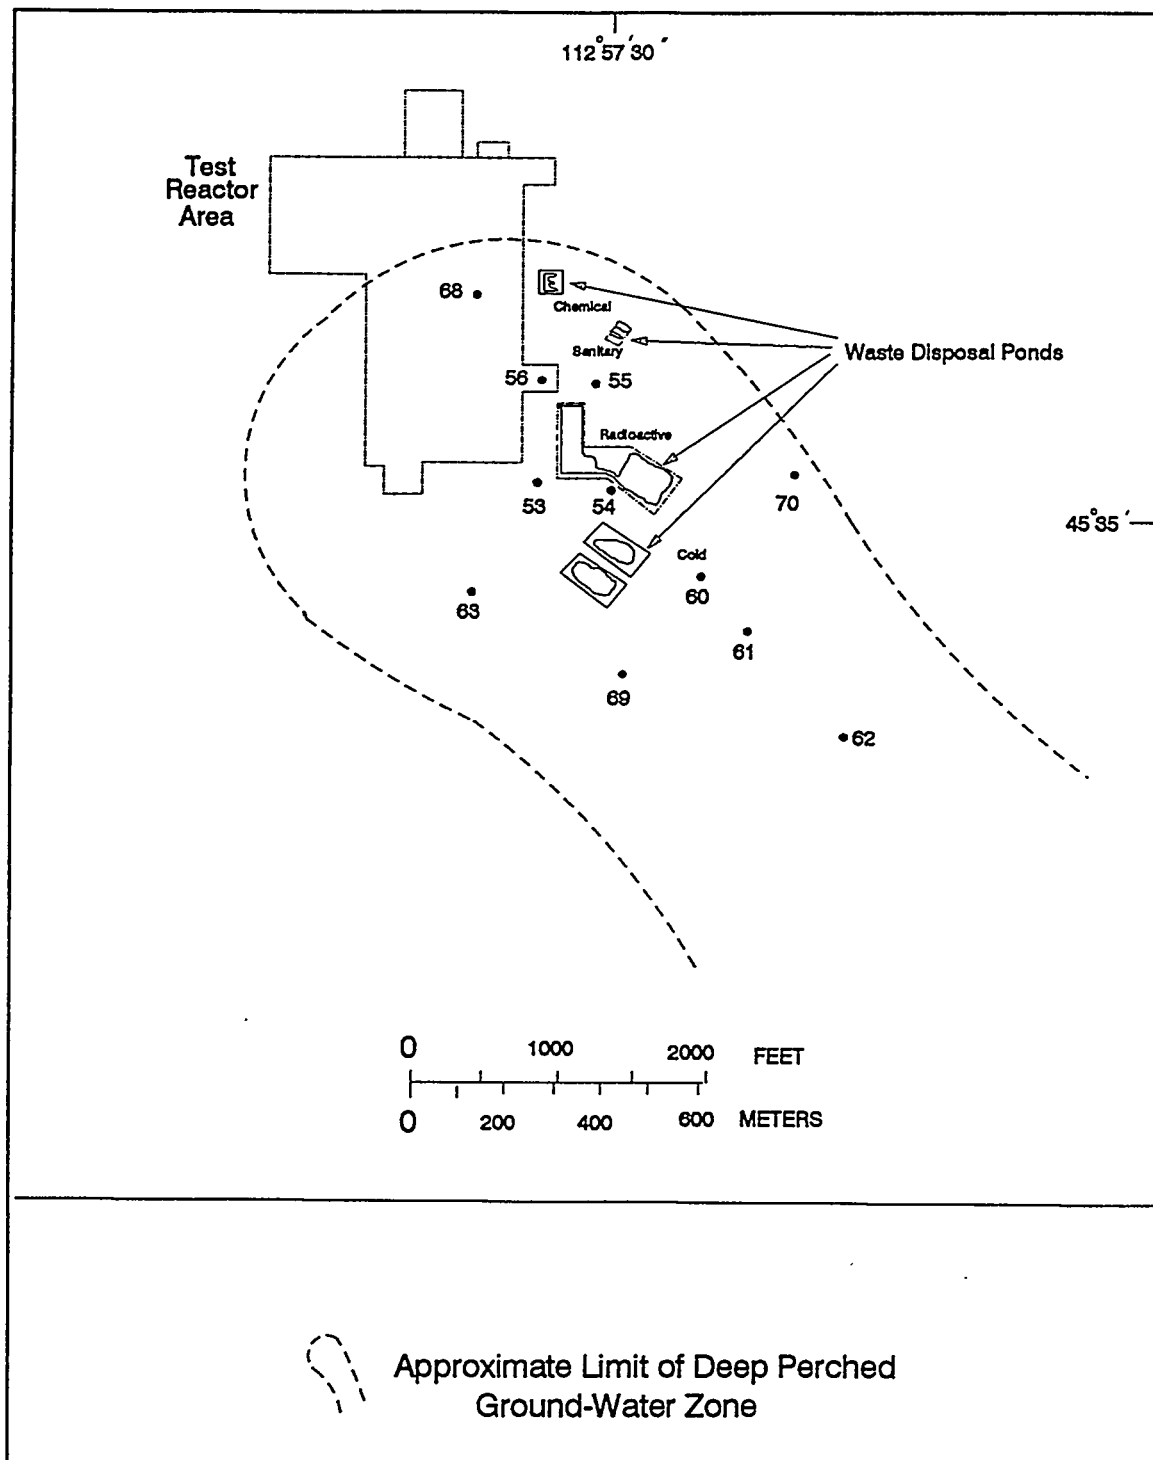 112°57'30"
Test
Reactor
Area
68
Chemical
Sanitary
Waste Disposal Ponds
56
55
Radioactive
53
54
70
45°35'
Cold
60
63
61
69
62
0 1000 2000 FEET
0 200 400 600 METERS
Approximate Limit of Deep Perched
Ground-Water Zone